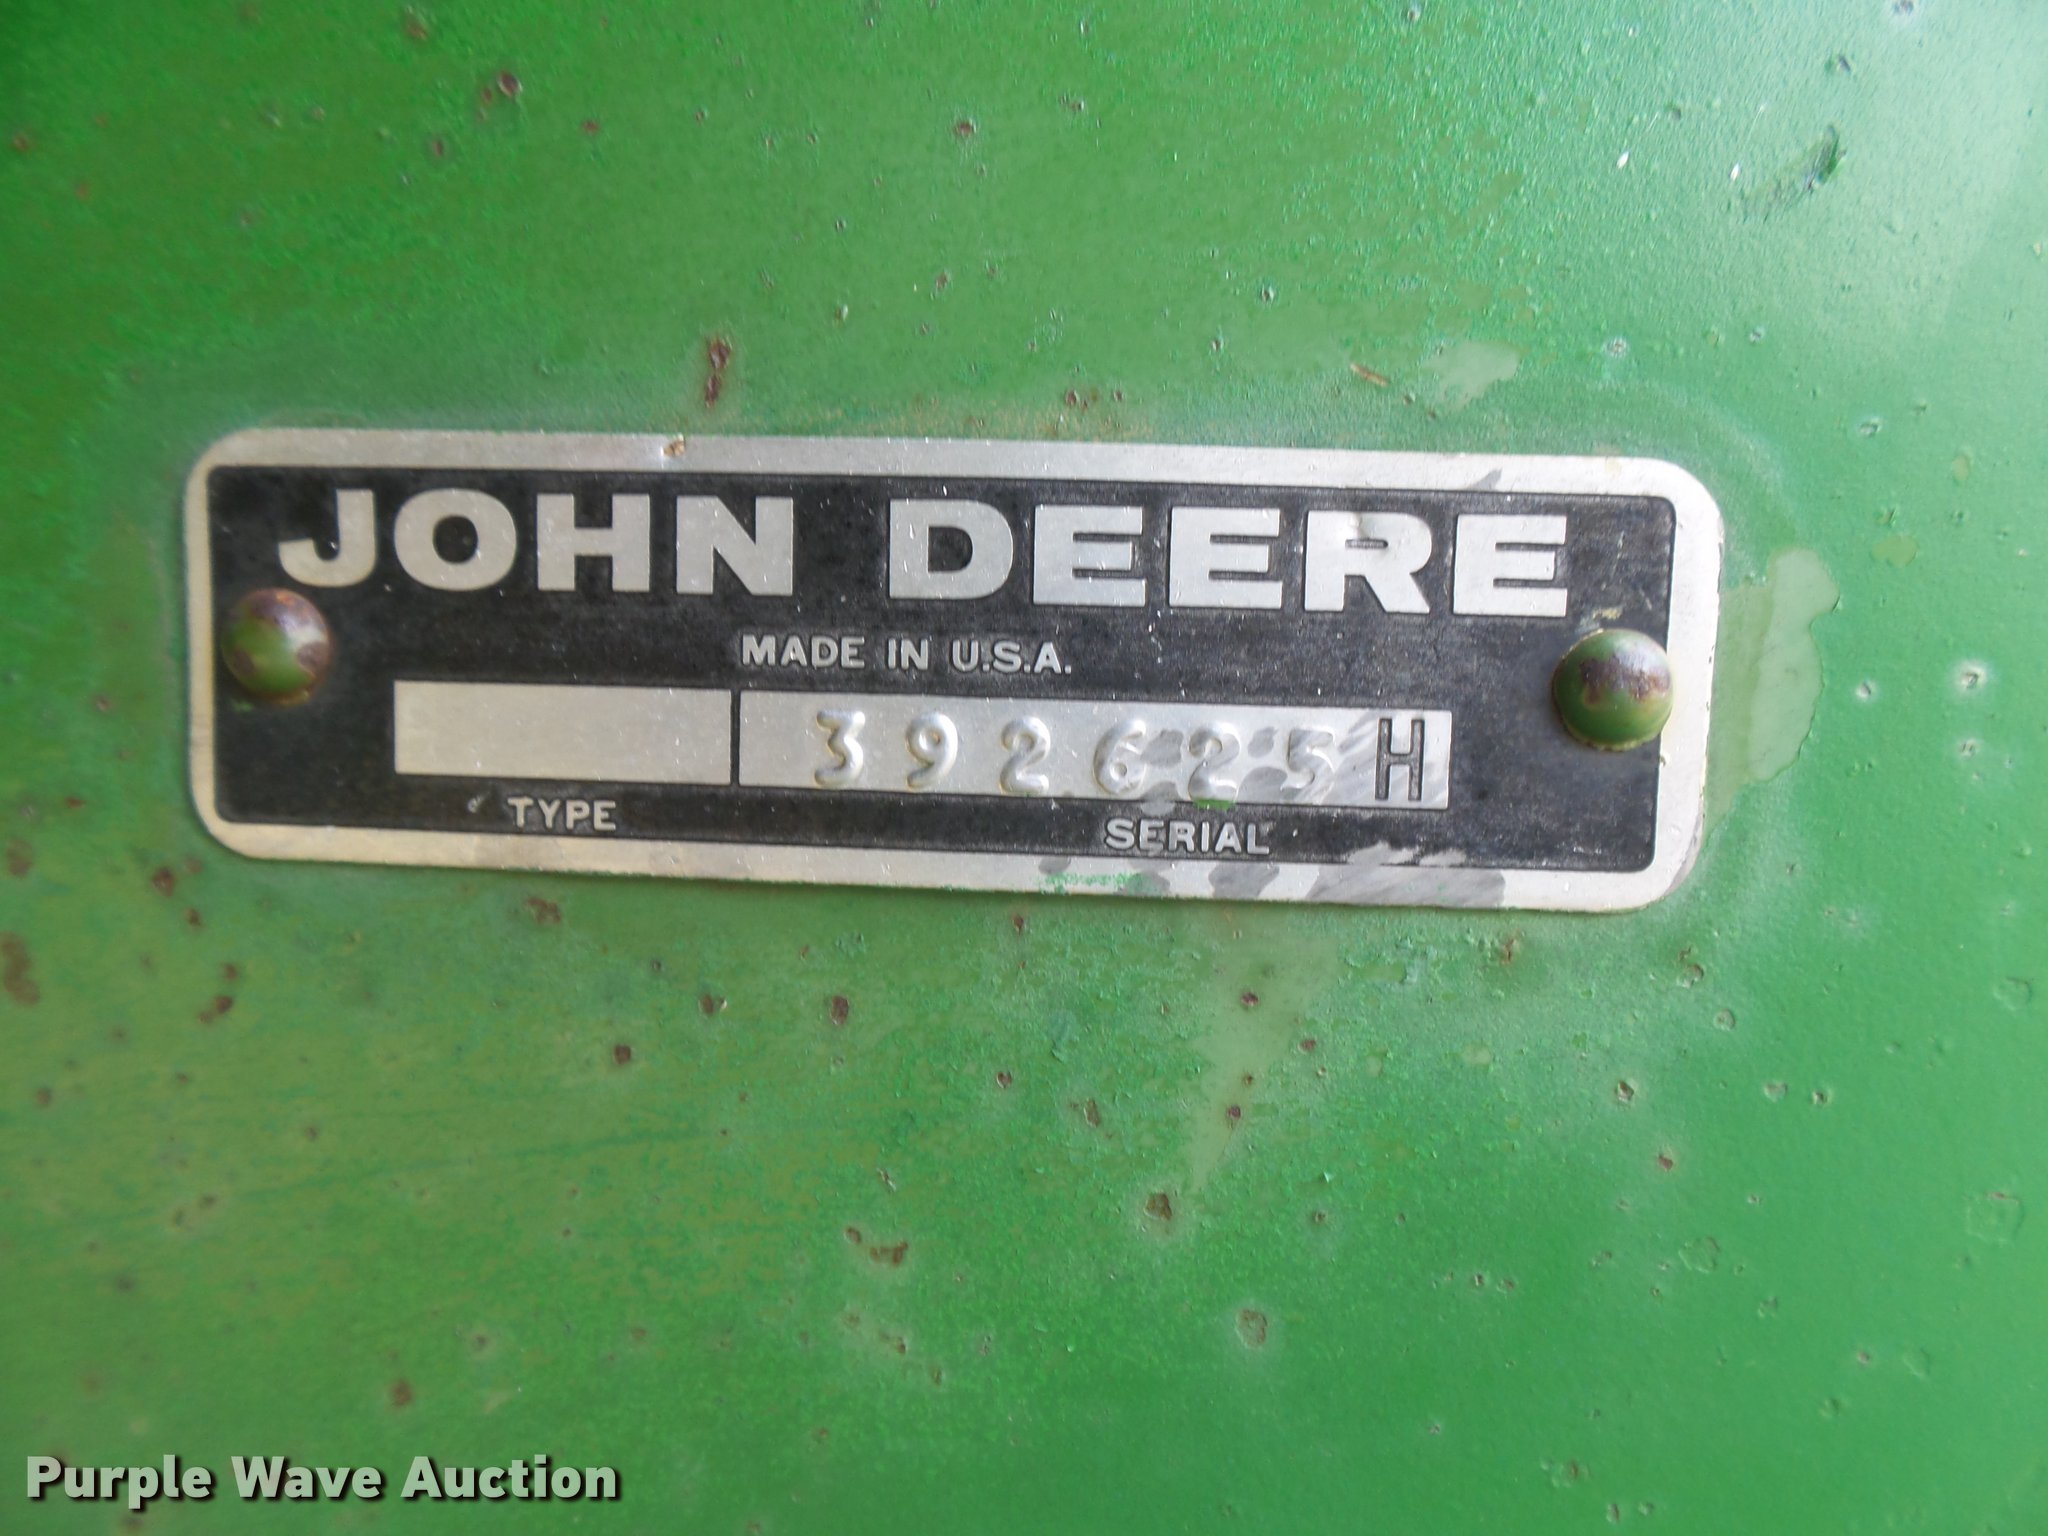 JOHN DEERE
MADE IN U.S.A.
392625H
TYPE SERIAL
Purple Wave Auction